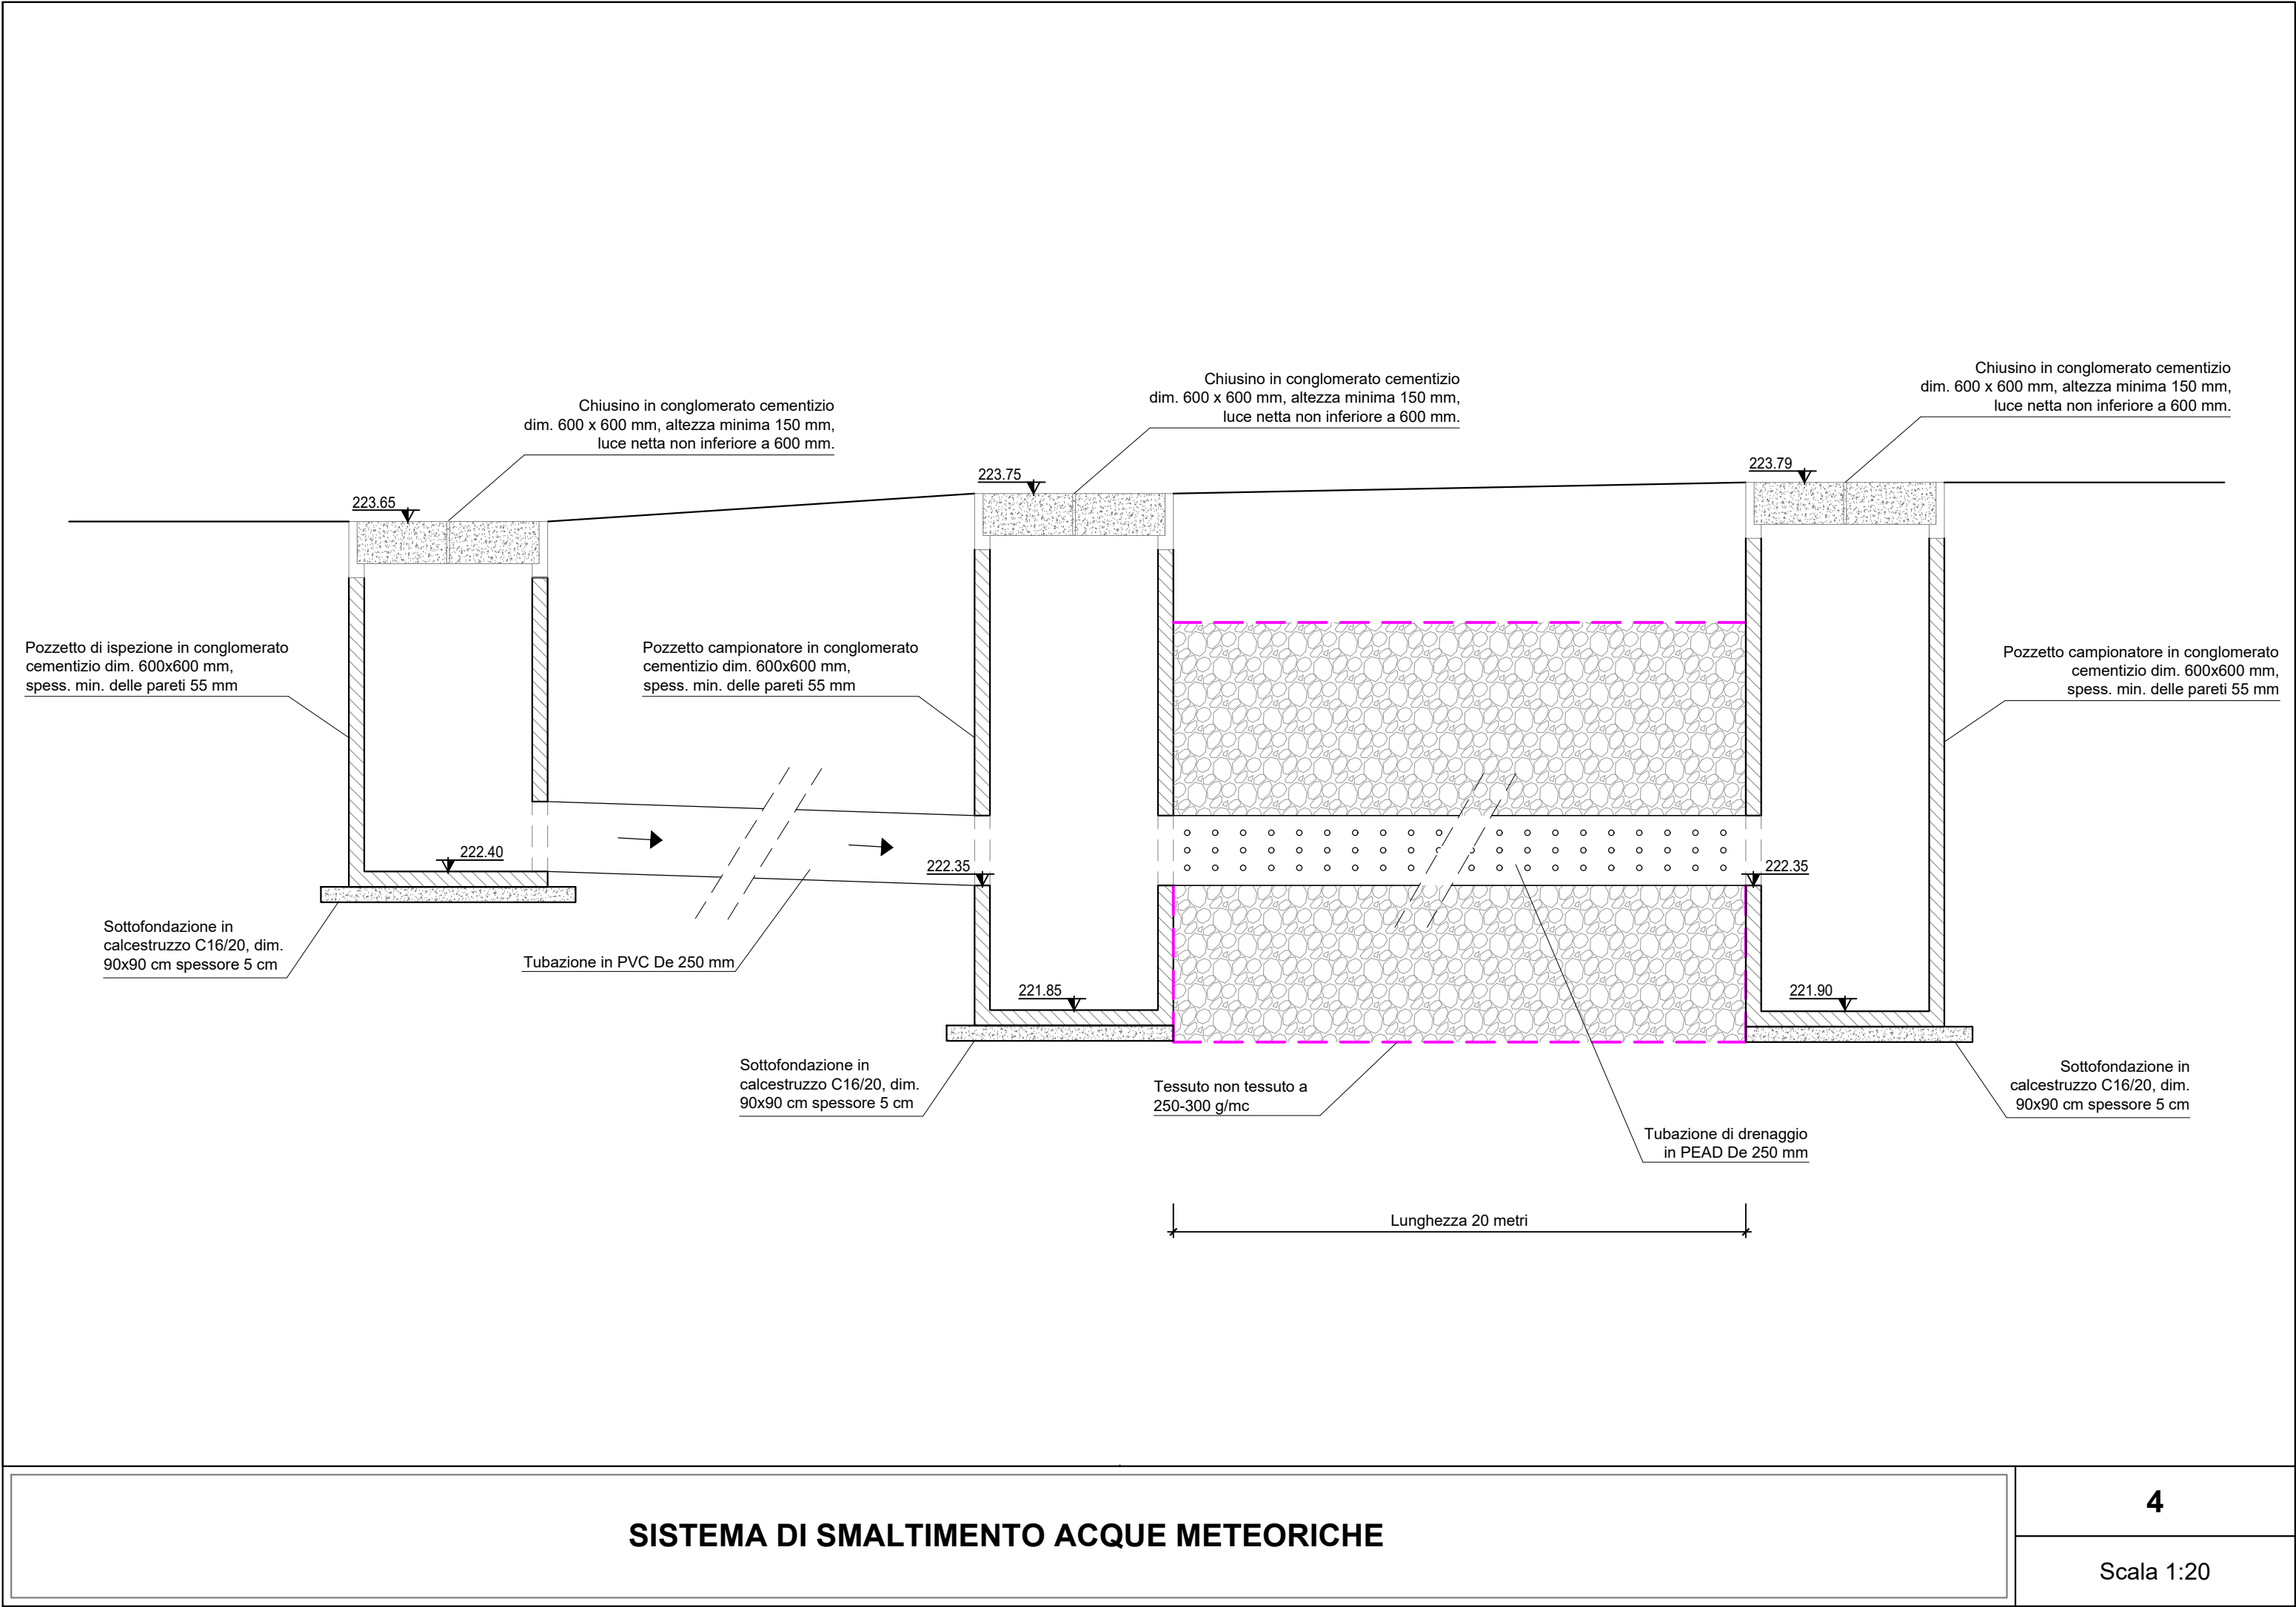 Chiusino in conglomerato cementizio
dim. 600 x 600 mm, altezza minima 150 mm,
luce netta non inferiore a 600 mm.
Chiusino in conglomerato cementizio
dim. 600 x 600 mm, altezza minima 150 mm,
luce netta non inferiore a 600 mm.
Chiusino in conglomerato cementizio
dim. 600 x 600 mm, altezza minima 150 mm,
luce netta non inferiore a 600 mm.
223.65
223.75
223.79
Pozzetto di ispezione in conglomerato
cementizio dim. 600x600 mm,
spess. min. delle pareti 55 mm
Pozzetto campionatore in conglomerato
cementizio dim. 600x600 mm,
spess. min. delle pareti 55 mm
Pozzetto campionatore in conglomerato
cementizio dim. 600x600 mm,
spess. min. delle pareti 55 mm
222.40
222.35
222.35
Sottofondazione in
calcestruzzo C16/20, dim.
90x90 cm spessore 5 cm
Tubazione in PVC De 250 mm
221.85
221.90
Sottofondazione in
calcestruzzo C16/20, dim.
90x90 cm spessore 5 cm
Tessuto non tessuto a
250-300 g/mc
Sottofondazione in
calcestruzzo C16/20, dim.
90x90 cm spessore 5 cm
Tubazione di drenaggio
in PEAD De 250 mm
Lunghezza 20 metri
SISTEMA DI SMALTIMENTO ACQUE METEORICHE
4
Scala 1:20